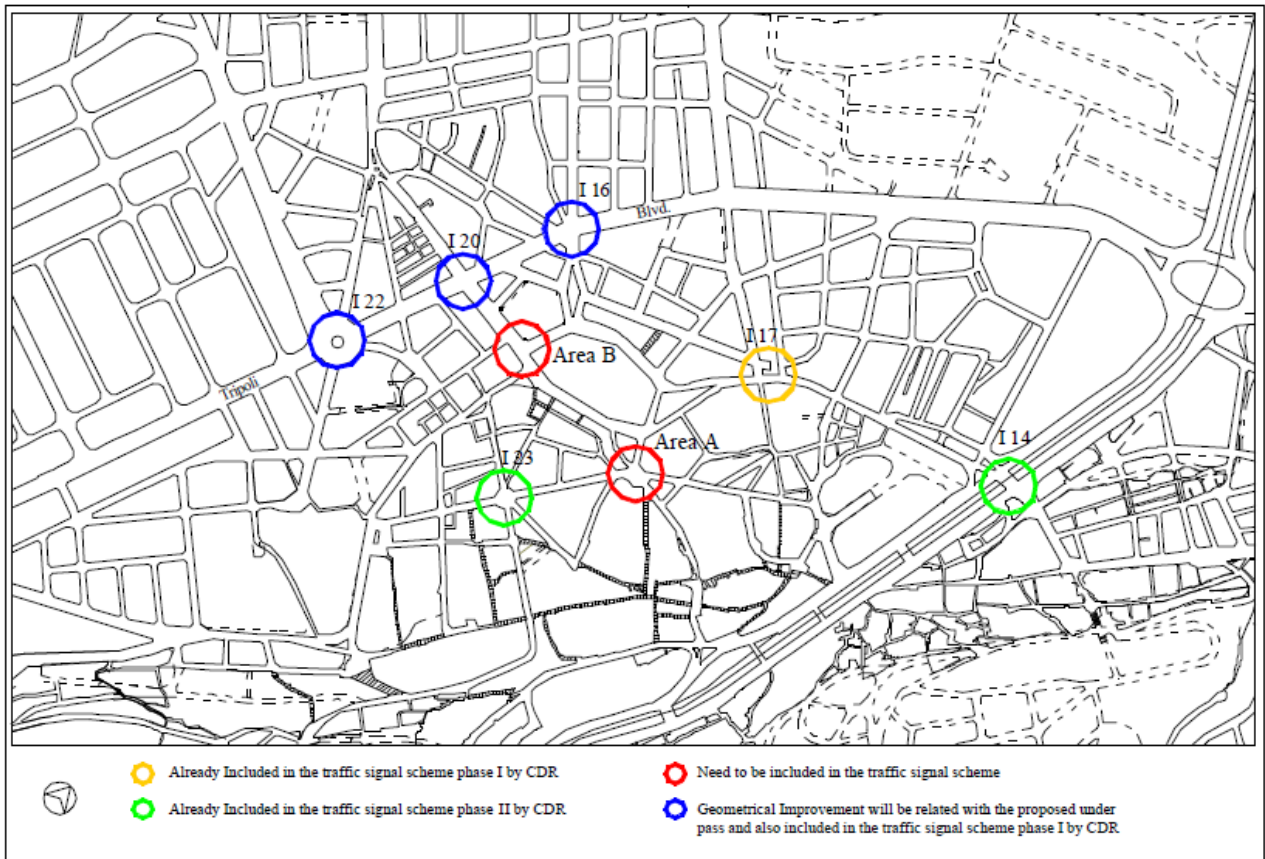 I 16
Blvd.
I 20
I 22
I 17
Area B
Tripoli
Area A
I 14
I 23
Already Included in the traffic signal scheme phase I by CDR
Already Included in the traffic signal scheme phase II by CDR
Need to be included in the traffic signal scheme
Geometrical Improvement will be related with the proposed under
pass and also included in the traffic signal scheme phase I by CDR